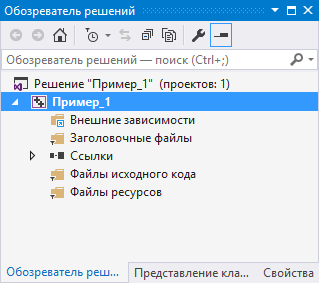 Обозреватель решений
Обозреватель решений — поиск (Ctrl+;)
Решение "Пример_1" (проектов: 1)
Пример_1
Внешние зависимости
Заголовочные файлы
Ссылки
Файлы исходного кода
Файлы ресурсов
Обозреватель реш... Представление кла... Свойства